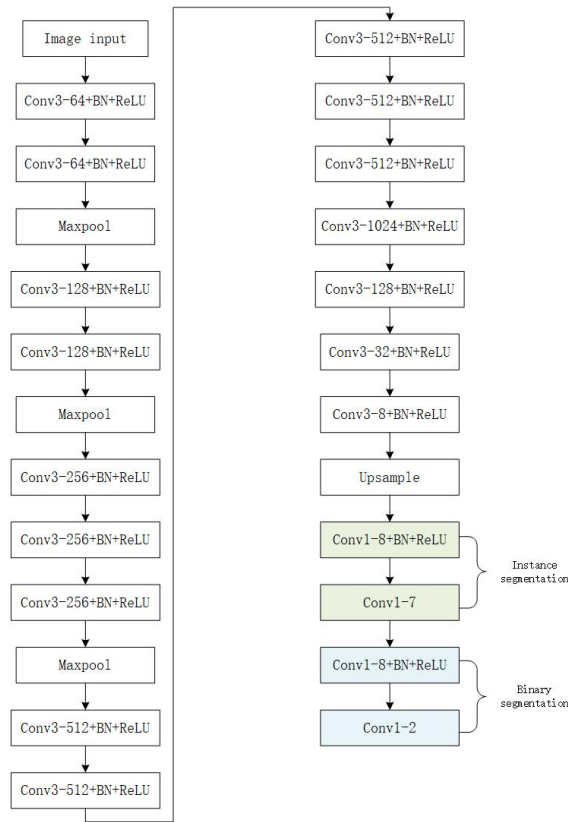 Image input
Conv3-64+BN+ReLU
Conv3-64+BN+ReLU
Maxpool
Conv3-128+BN+ReLU
Conv3-128+BN+ReLU
Maxpool
Conv3-256+BN+ReLU
Conv3-256+BN+ReLU
Conv3-256+BN+ReLU
Maxpool
Conv3-512+BN+ReLU
Conv3-512+BN+ReLU
Conv3-512+BN+ReLU
Conv3-512+BN+ReLU
Conv3-512+BN+ReLU
Conv3-1024+BN+ReLU
Conv3-128+BN+ReLU
Conv3-32+BN+ReLU
Conv3-8+BN+ReLU
Upsample
Conv1-8+BN+ReLU
Conv1-7
Instance
segmentation
Conv1-8+BN+ReLU
Conv1-2
Binary
segmentation